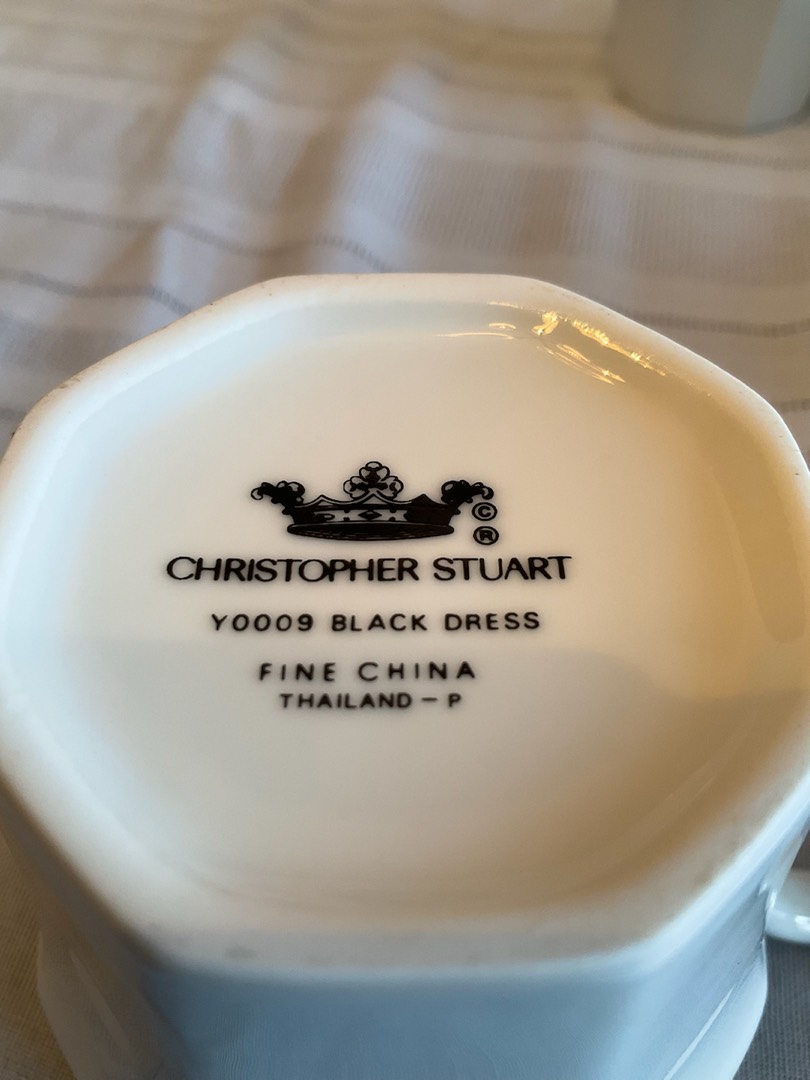 ©
®
CHRISTOPHER STUART
Y0009 BLACK DRESS
FINE CHINA
THAILAND - P